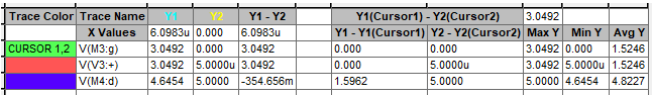 Trace Color Trace Name Y1 Y2 Y1 - Y2 Y1(Cursor1) - Y2(Cursor2) 3.0492
X Values 6.0983u 0.000 6.0983u Y1 - Y1(Cursor1) Y2 - Y2(Cursor2) Max Y Min Y Avg Y
CURSOR 1,2 V(M3:g) 3.0492 0.000 3.0492 0.000 0.000 3.0492 0.000 1.5246
V(V3:+) 3.0492 5.0000u 3.0492 0.000 5.0000u 3.0492 5.0000u 1.5246
V(M4:d) 4.6454 5.0000 -354.656m 1.5962 5.0000 5.0000 4.6454 4.8227